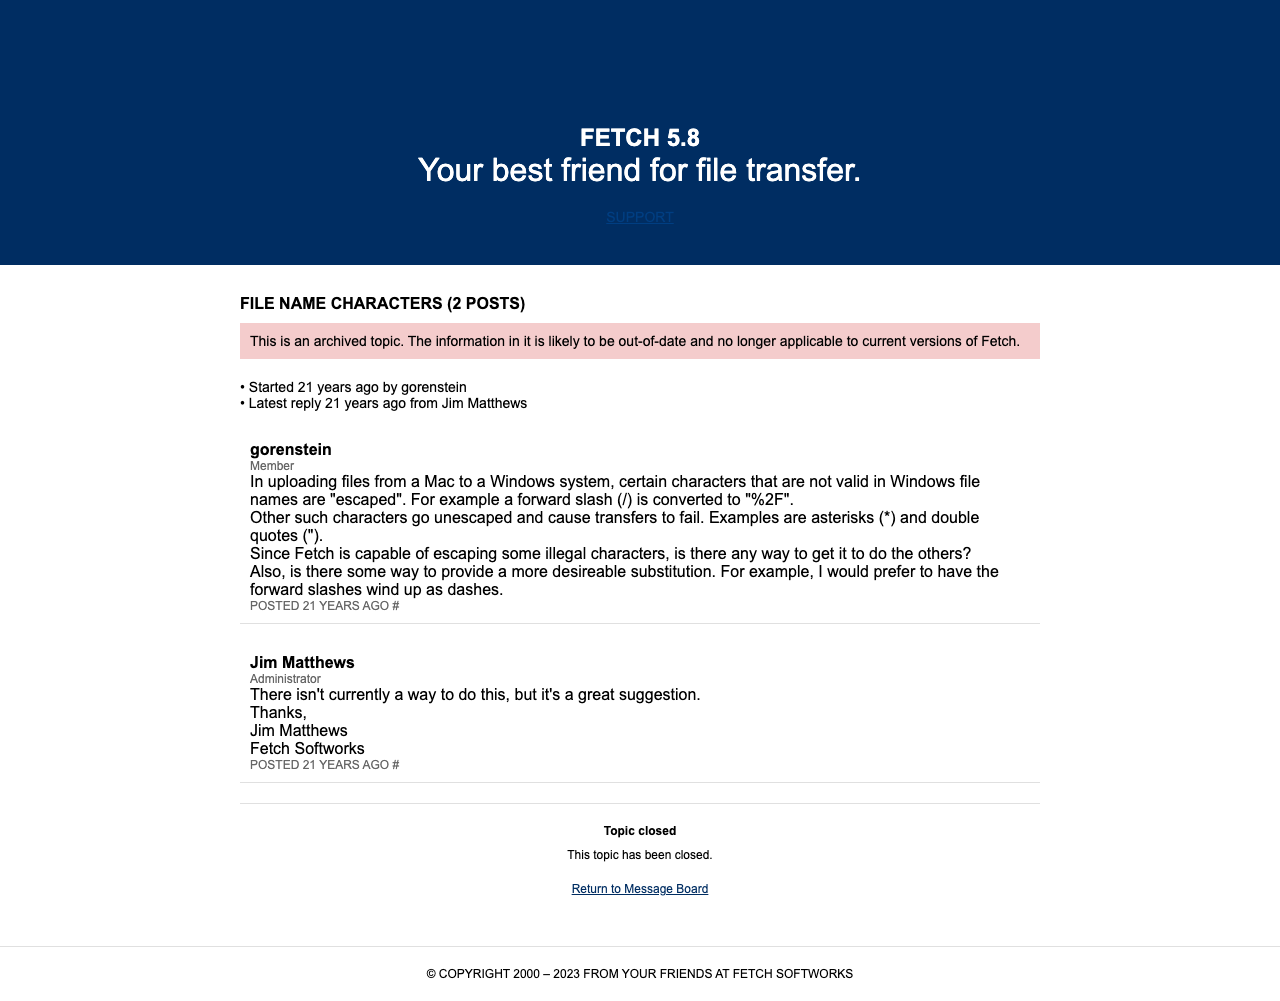 FETCH 5.8
Your best friend for file transfer.
SUPPORT
FILE NAME CHARACTERS (2 POSTS)
This is an archived topic. The information in it is likely to be out-of-date and no longer applicable to current versions of Fetch.
• Started 21 years ago by gorenstein
• Latest reply 21 years ago from Jim Matthews
gorenstein
Member
In uploading files from a Mac to a Windows system, certain characters that are not valid in Windows file
names are "escaped". For example a forward slash (/) is converted to "%2F".
Other such characters go unescaped and cause transfers to fail. Examples are asterisks (*) and double
quotes (").
Since Fetch is capable of escaping some illegal characters, is there any way to get it to do the others?
Also, is there some way to provide a more desireable substitution. For example, I would prefer to have the
forward slashes wind up as dashes.
POSTED 21 YEARS AGO #
Jim Matthews
Administrator
There isn't currently a way to do this, but it's a great suggestion.
Thanks,
Jim Matthews
Fetch Softworks
POSTED 21 YEARS AGO #
Topic closed
This topic has been closed.
Return to Message Board
© COPYRIGHT 2000 – 2023 FROM YOUR FRIENDS AT FETCH SOFTWORKS